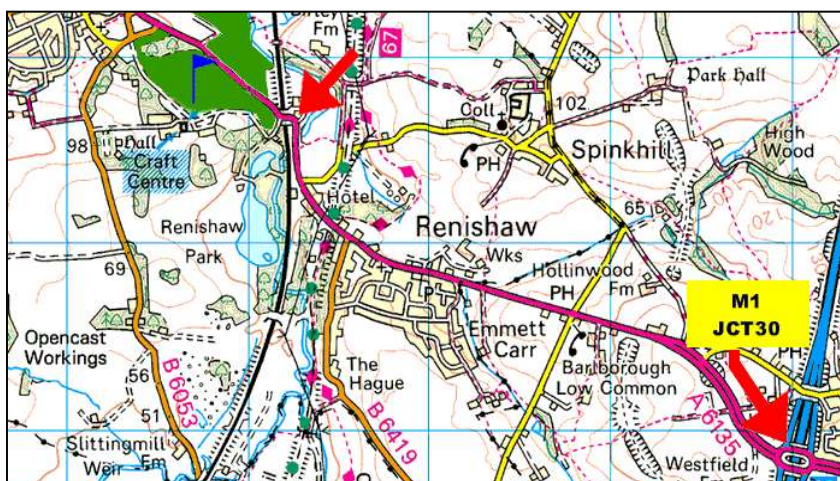 Fm
67
Park Hall
Coll
102
High
Wood
98
Hall
Craft
Centre
PH
Spinkhill
Hotel
65
120
Renishaw
Park
Renishaw
Wks
69
Hollinwood
Fm
PH
M1
JCT30
Opencast
Workings
Emmett
Carr
PH
The
Hague
Barlborough
Low Common
56
B 6053
51
A 6135
B 6419
Slittingmill
Weir
Fm
Westfield